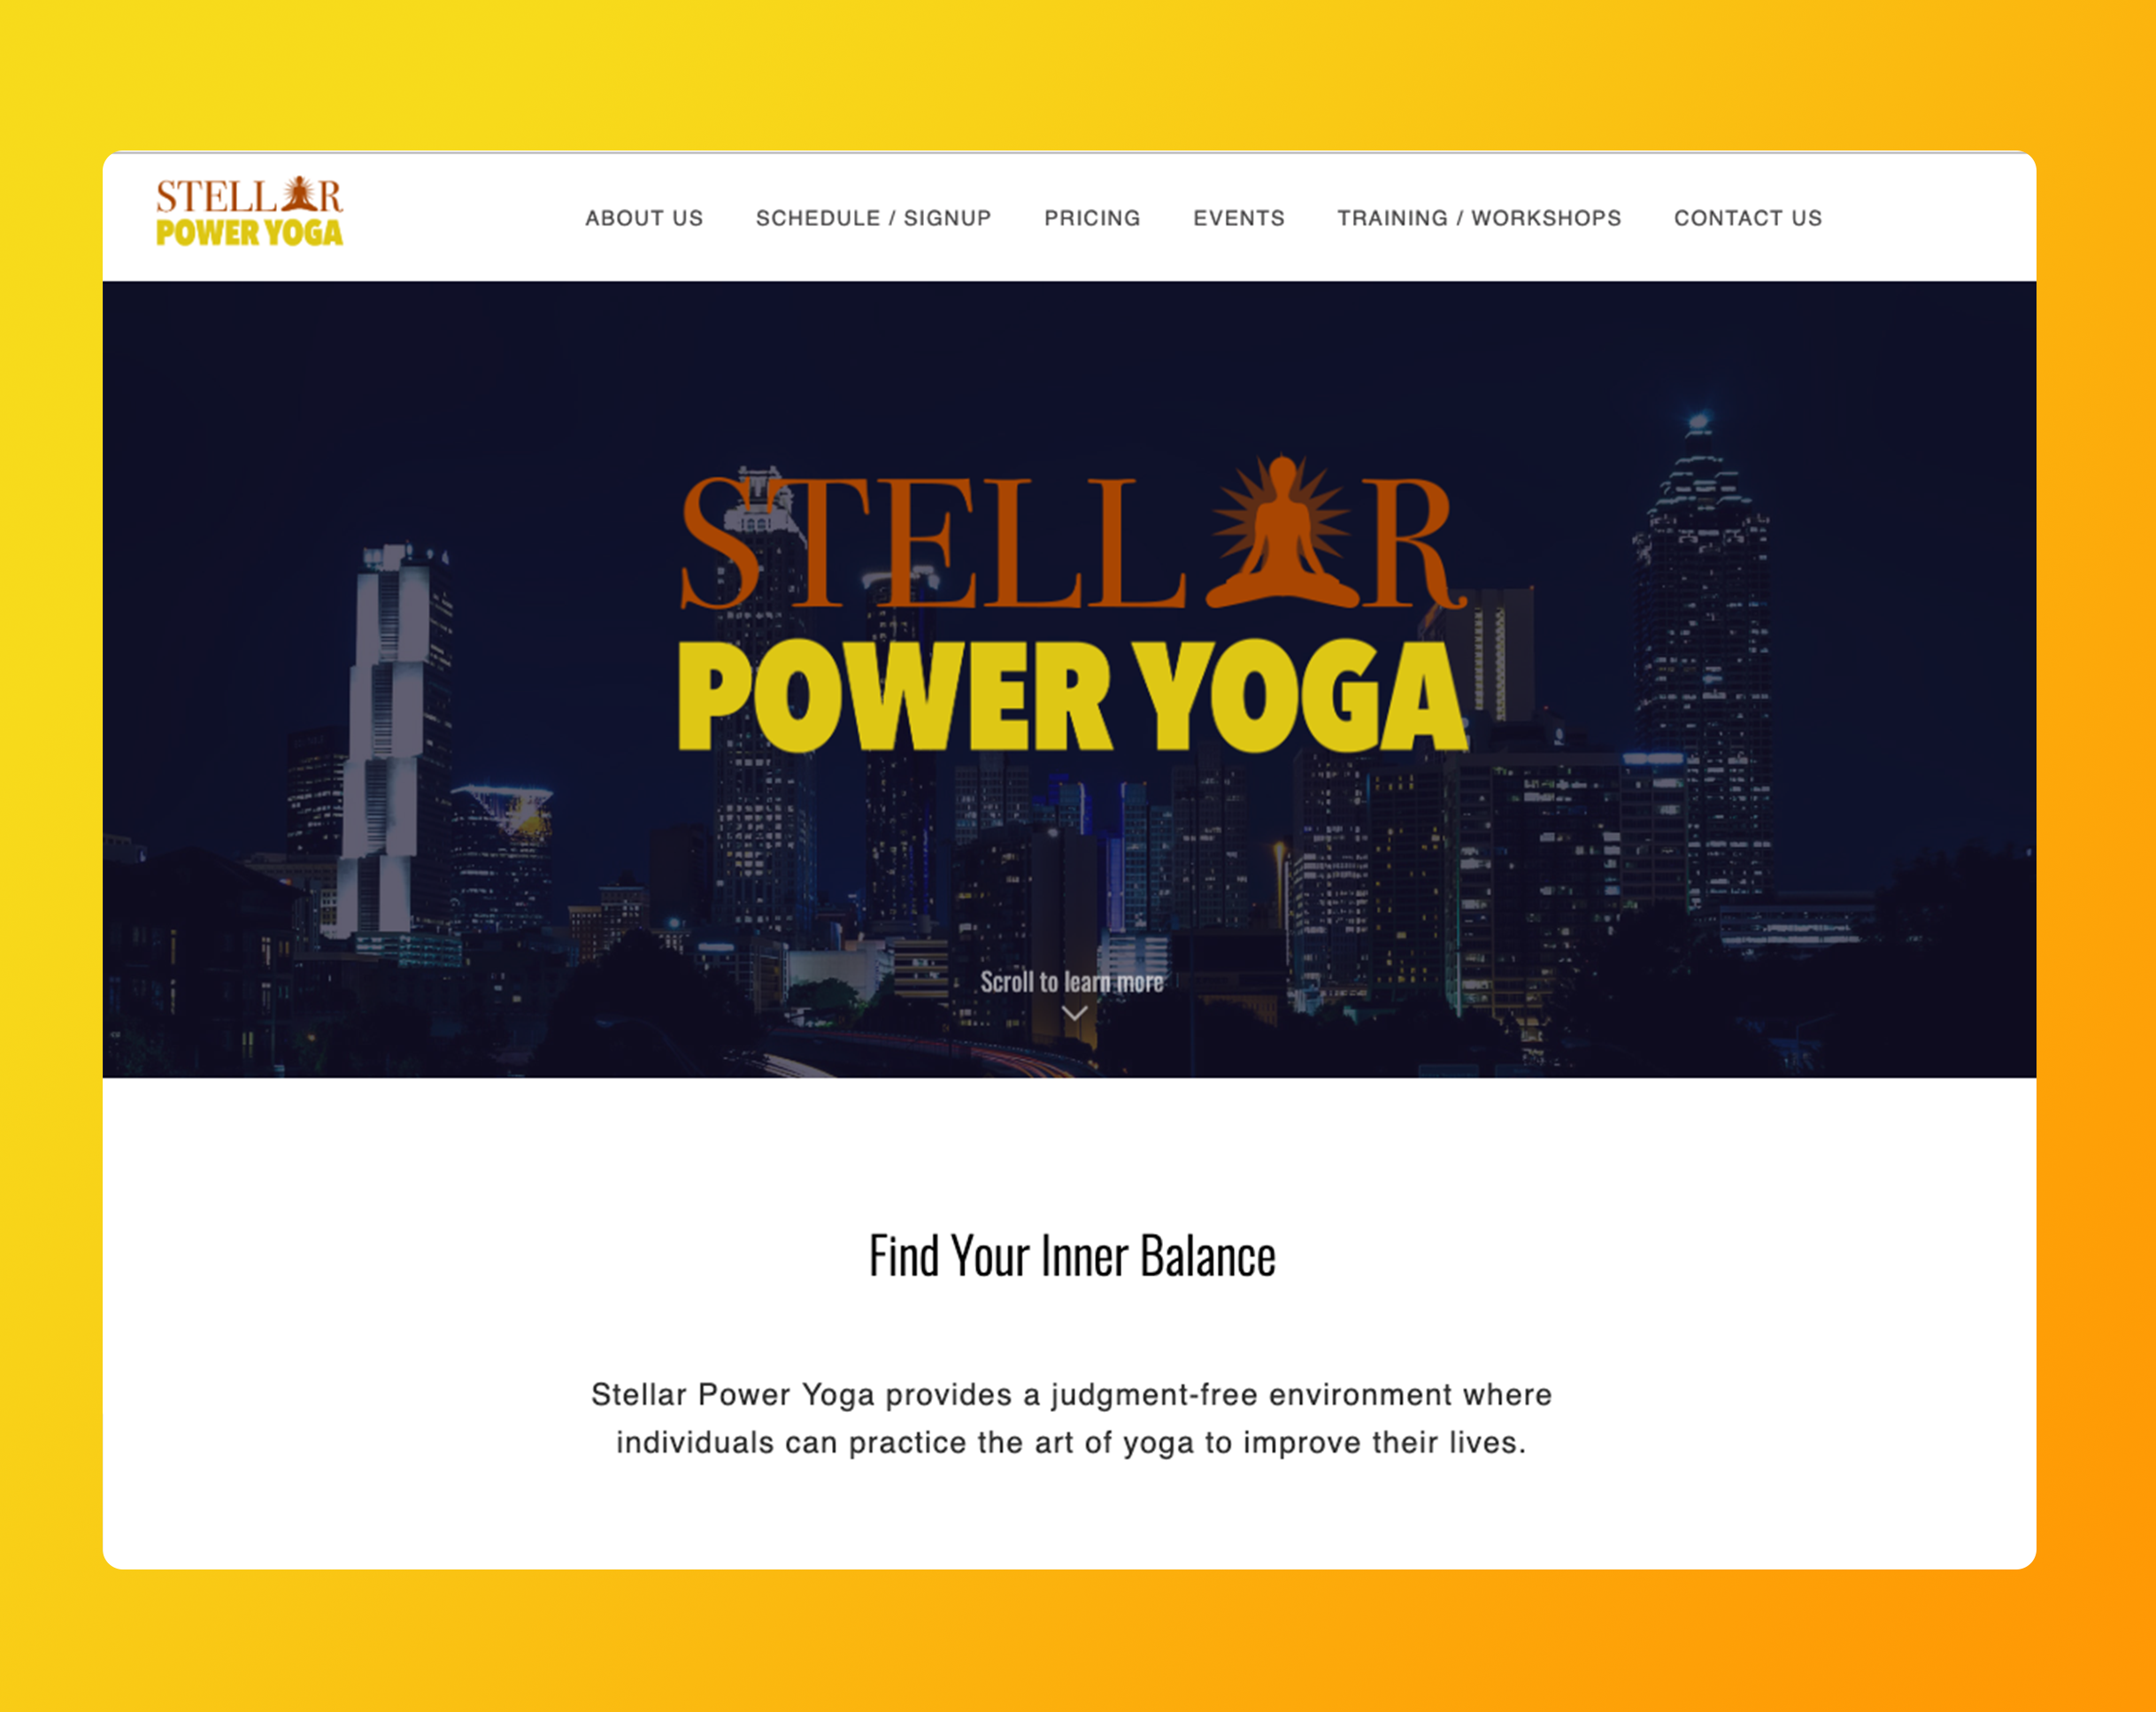 STELLAR
POWER YOGA
ABOUT US
SCHEDULE / SIGNUP
PRICING
EVENTS
TRAINING / WORKSHOPS
CONTACT US
STELLAR
POWER YOGA
Scroll to learn more
Find Your Inner Balance
Stellar Power Yoga provides a judgment-free environment where
individuals can practice the art of yoga to improve their lives.